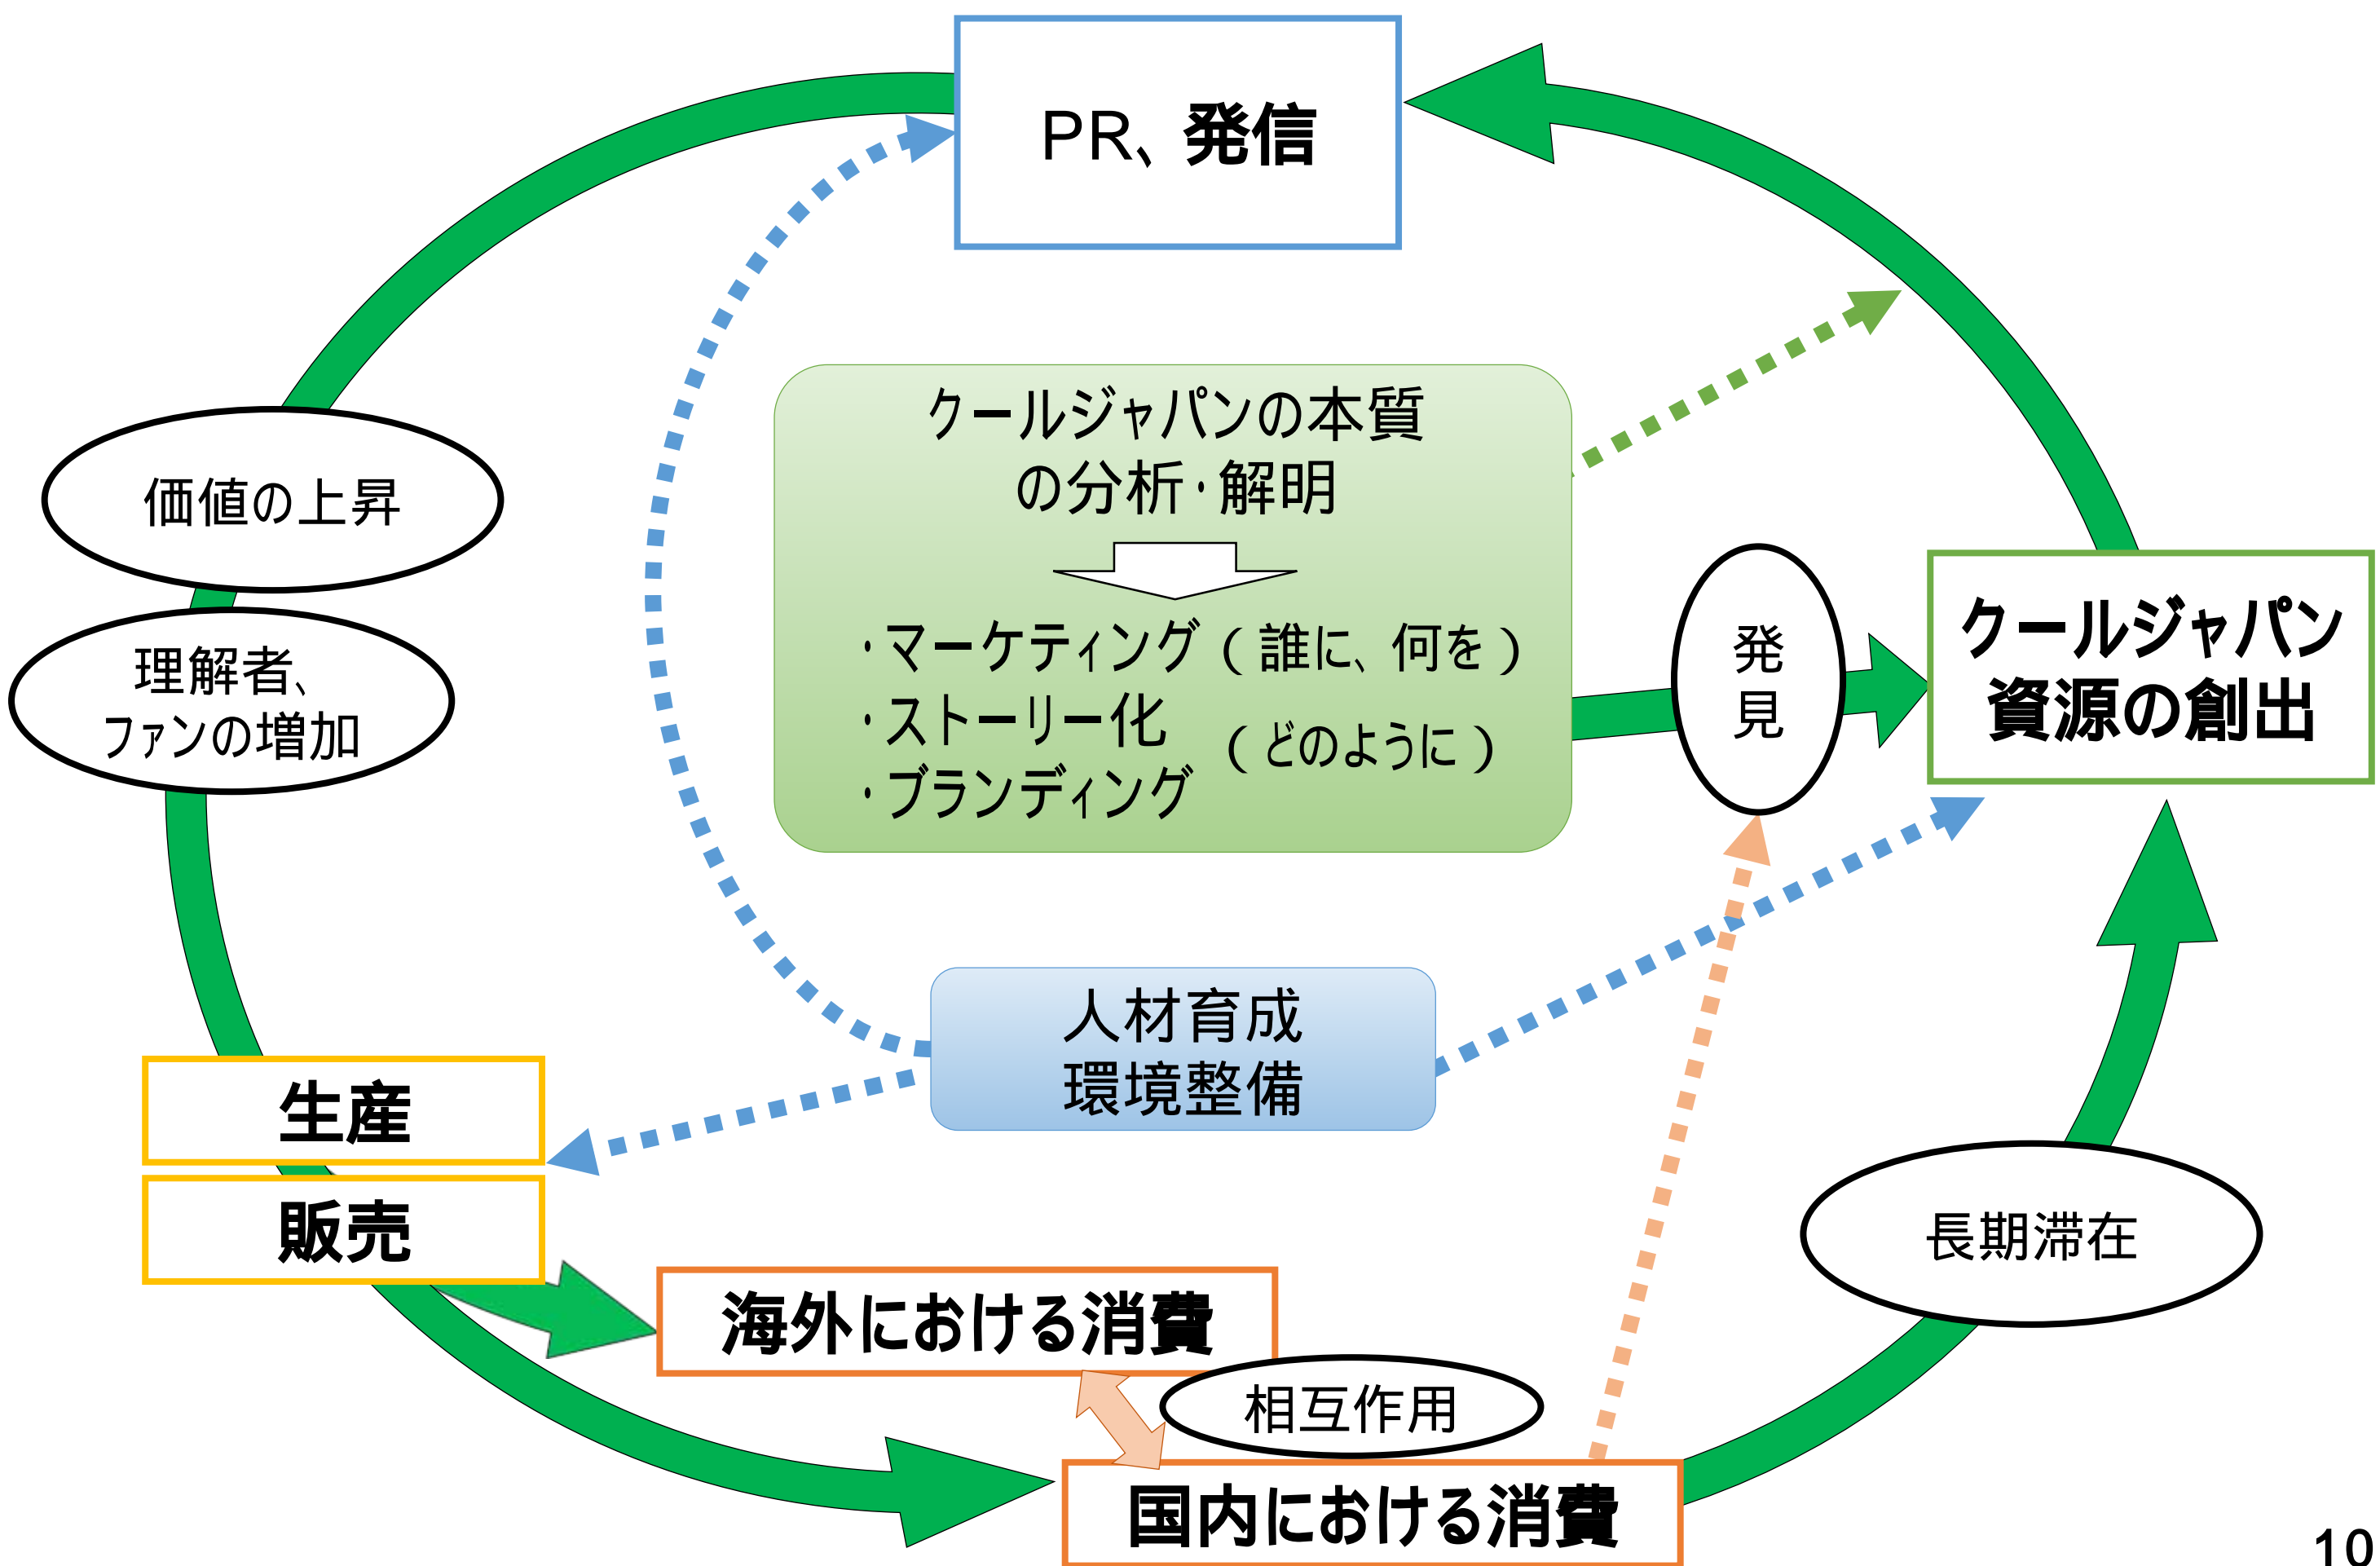 PR、発信
クールジャパンの本質
の分析・解明
・マーケティング（誰に、何を）
・ストーリー化
（どのように）
・ブランディング
価値の上昇
理解者、
ファンの増加
発
見
クールジャパン
資源の創出
人材育成
環境整備
生産
販売
長期滞在
海外における消費
相互作用
国内における消費
10